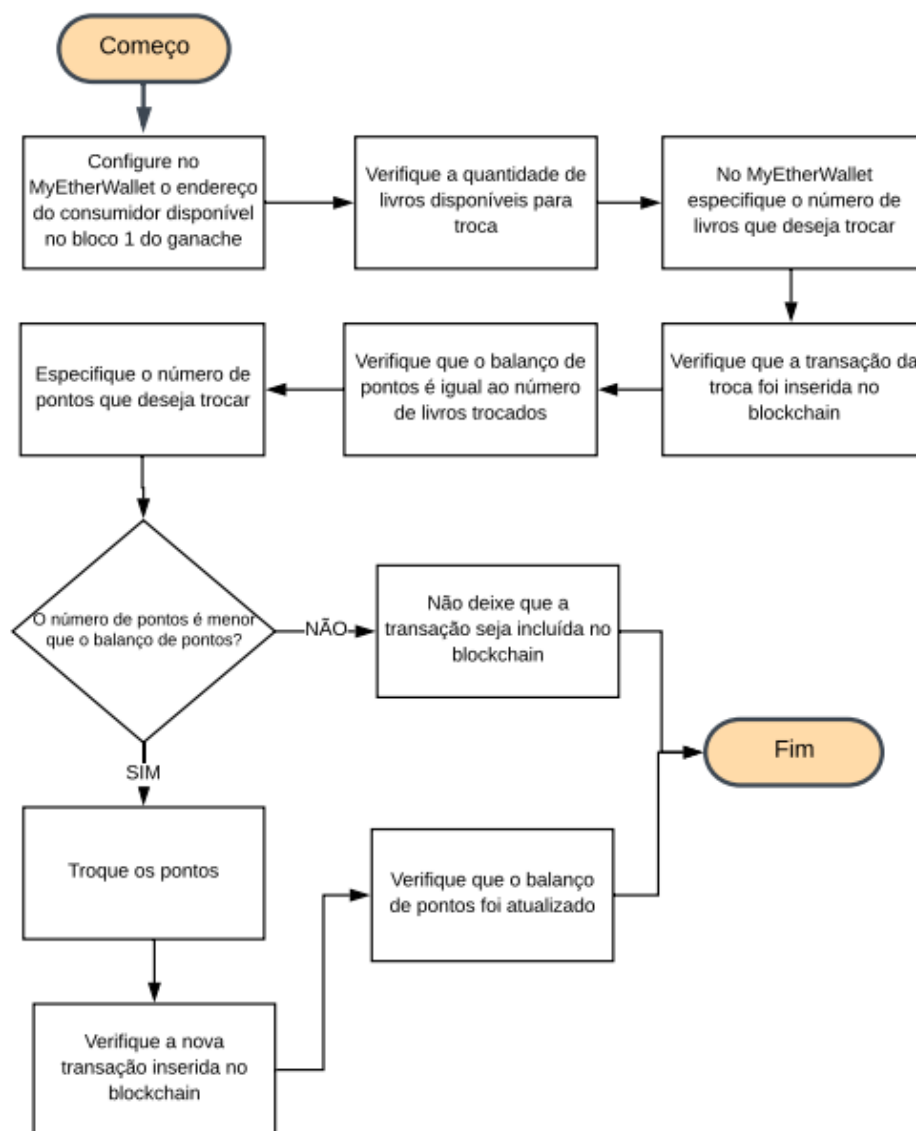 Começo
Configure no
MyEtherWallet o endereço
do consumidor disponível
no bloco 1 do ganache
Verifique a quantidade de
livros disponíveis para
troca
No MyEtherWallet
especifique o número de
livros que deseja trocar
Verifique que a transação da
troca foi inserida no
blockchain
Verifique que o balanço de
pontos é igual ao número
de livros trocados
Especifique o número de
pontos que deseja trocar
O número de pontos é menor
que o balanço de pontos?
NÃO
Não deixe que a
transação seja incluída no
blockchain
SIM
Troque os pontos
Verifique a nova
transação inserida no
blockchain
Verifique que o balanço
de pontos foi atualizado
Fim